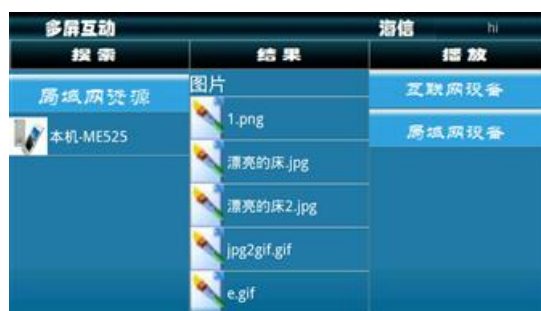 多屏互动 海信 hi
搜索 结果 播放
局域网资源
本机-ME525
图片
1.png
漂亮的床.jpg
漂亮的床2.jpg
jpg2gif.gif
e.gif
互联网设备
局域网设备